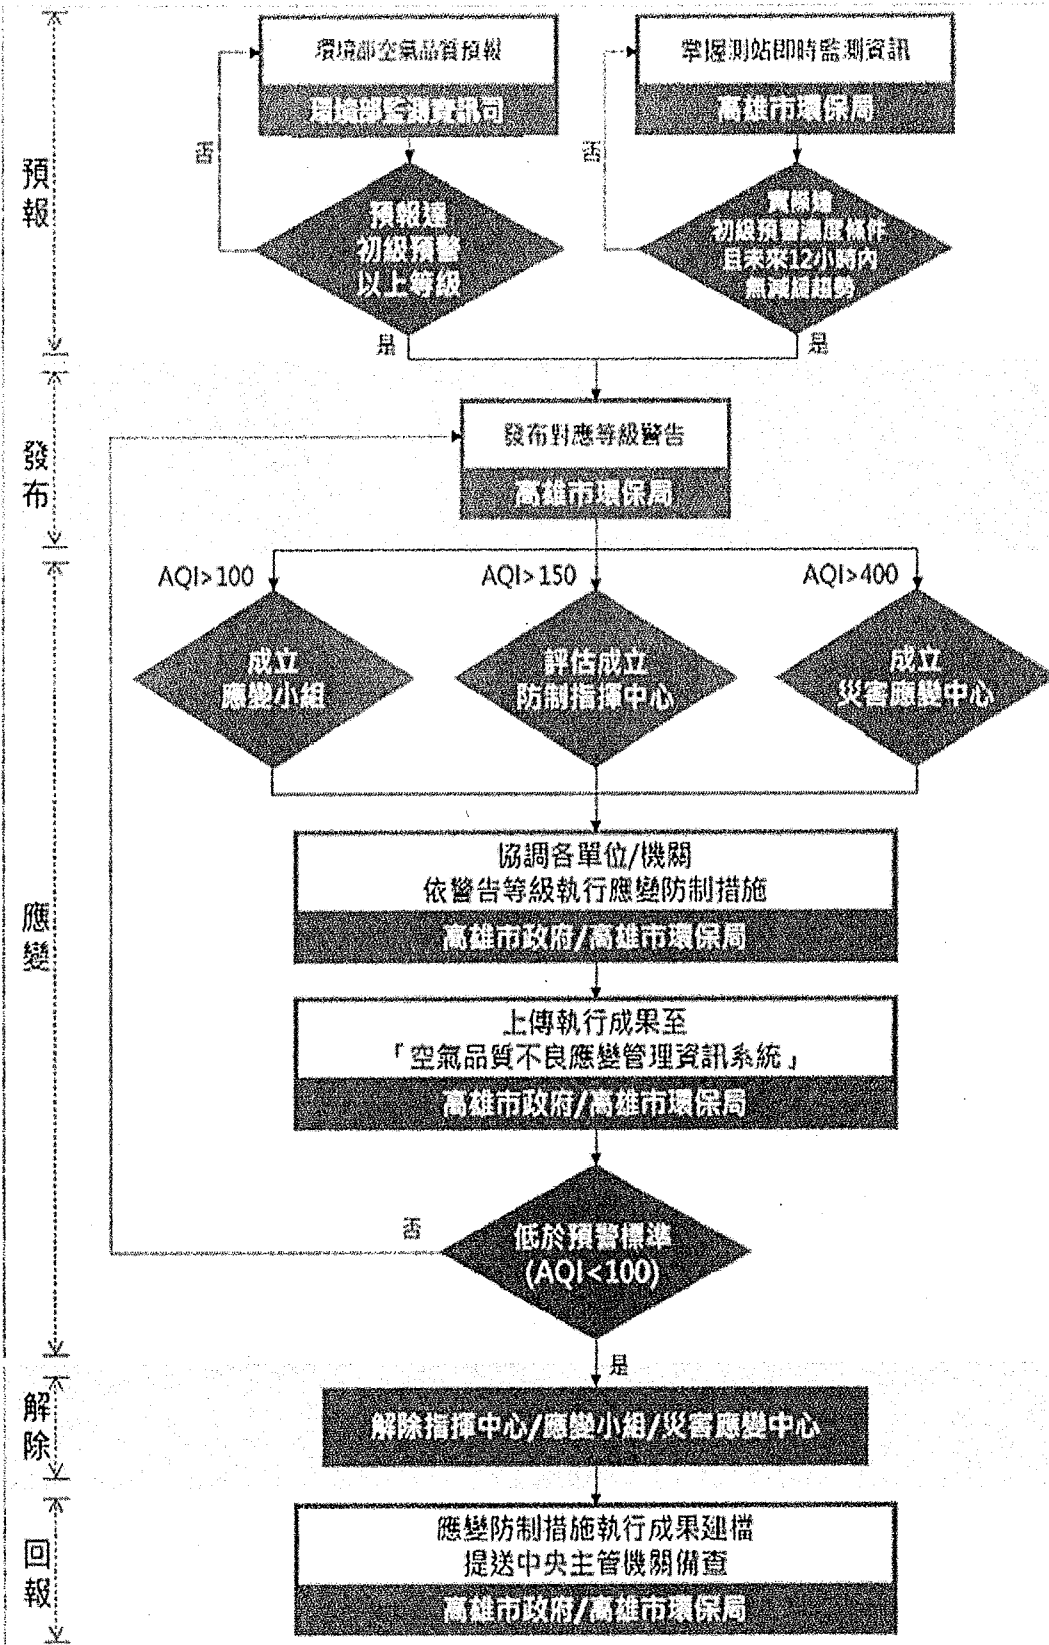 預報
環境部空氣品質預報
環境部監測資訊司
否
預報達
初級預警
以上等級
是
掌握測站即時監測資訊
高雄市環保局
否
實際達
初級預警濃度條件
且未來12小時內
無減緩趨勢
是
發布
發布對應等級警告
高雄市環保局
應變
AQI>100
成立
應變小組
AQI>150
評估成立
防制指揮中心
AQI>400
成立
災害應變中心
協調各單位/機關
依警告等級執行應變防制措施
高雄市政府/高雄市環保局
上傳執行成果至
「空氣品質不良應變管理資訊系統」
高雄市政府/高雄市環保局
否
低於預警標準
(AQI<100)
是
解除
解除指揮中心/應變小組/災害應變中心
回報
應變防制措施執行成果建檔
提送中央主管機關備查
高雄市政府/高雄市環保局